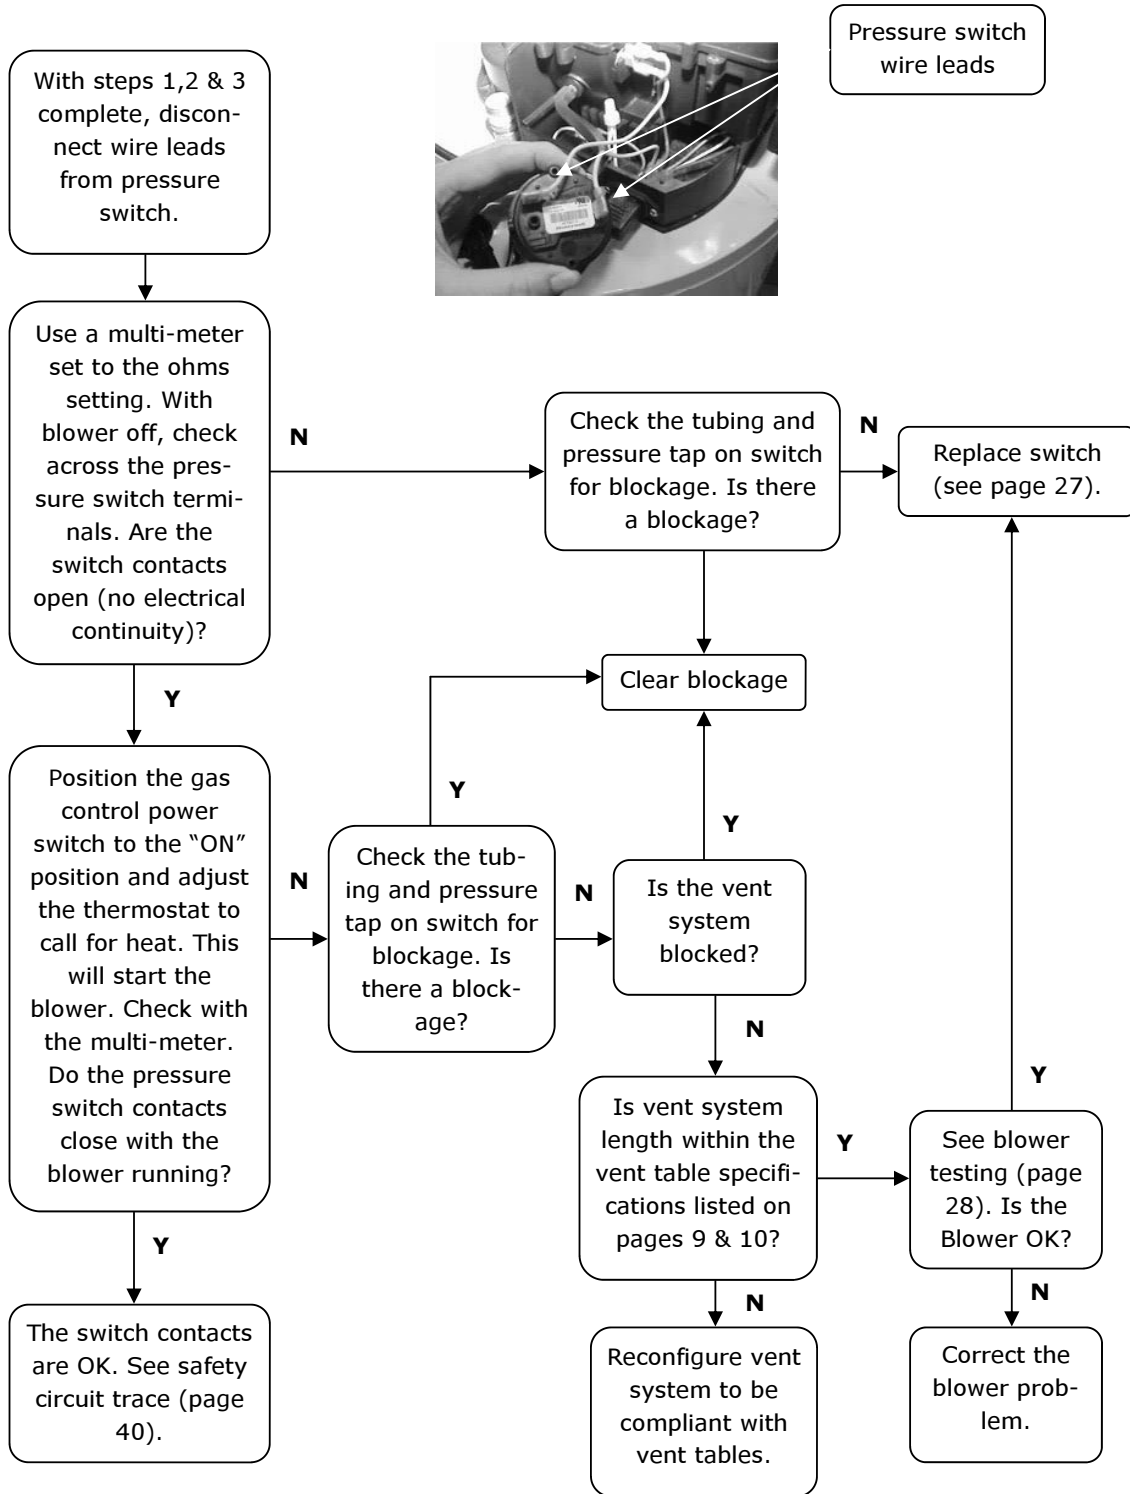 Pressure switch
wire leads
With steps 1,2 & 3
complete, discon-
nect wire leads
from pressure
switch.
Use a multi-meter
set to the ohms
setting. With
blower off, check
across the pres-
sure switch termi-
nals. Are the
switch contacts
open (no electrical
continuity)?
N
Check the tubing and
pressure tap on switch
for blockage. Is there
a blockage?
N
Replace switch
(see page 27).
Clear blockage
Y
Position the gas
control power
switch to the “ON”
position and adjust
the thermostat to
call for heat. This
will start the
blower. Check with
the multi-meter.
Do the pressure
switch contacts
close with the
blower running?
N
Y
Check the tub-
ing and pressure
tap on switch for
blockage. Is
there a block-
age?
N
Y
Is the vent
system
blocked?
N
Is vent system
length within the
vent table specifi-
cations listed on
pages 9 & 10?
Y
Y
See blower
testing (page
28). Is the
Blower OK?
Y
The switch contacts
are OK. See safety
circuit trace (page
40).
N
Reconfigure vent
system to be
compliant with
vent tables.
N
Correct the
blower prob-
lem.